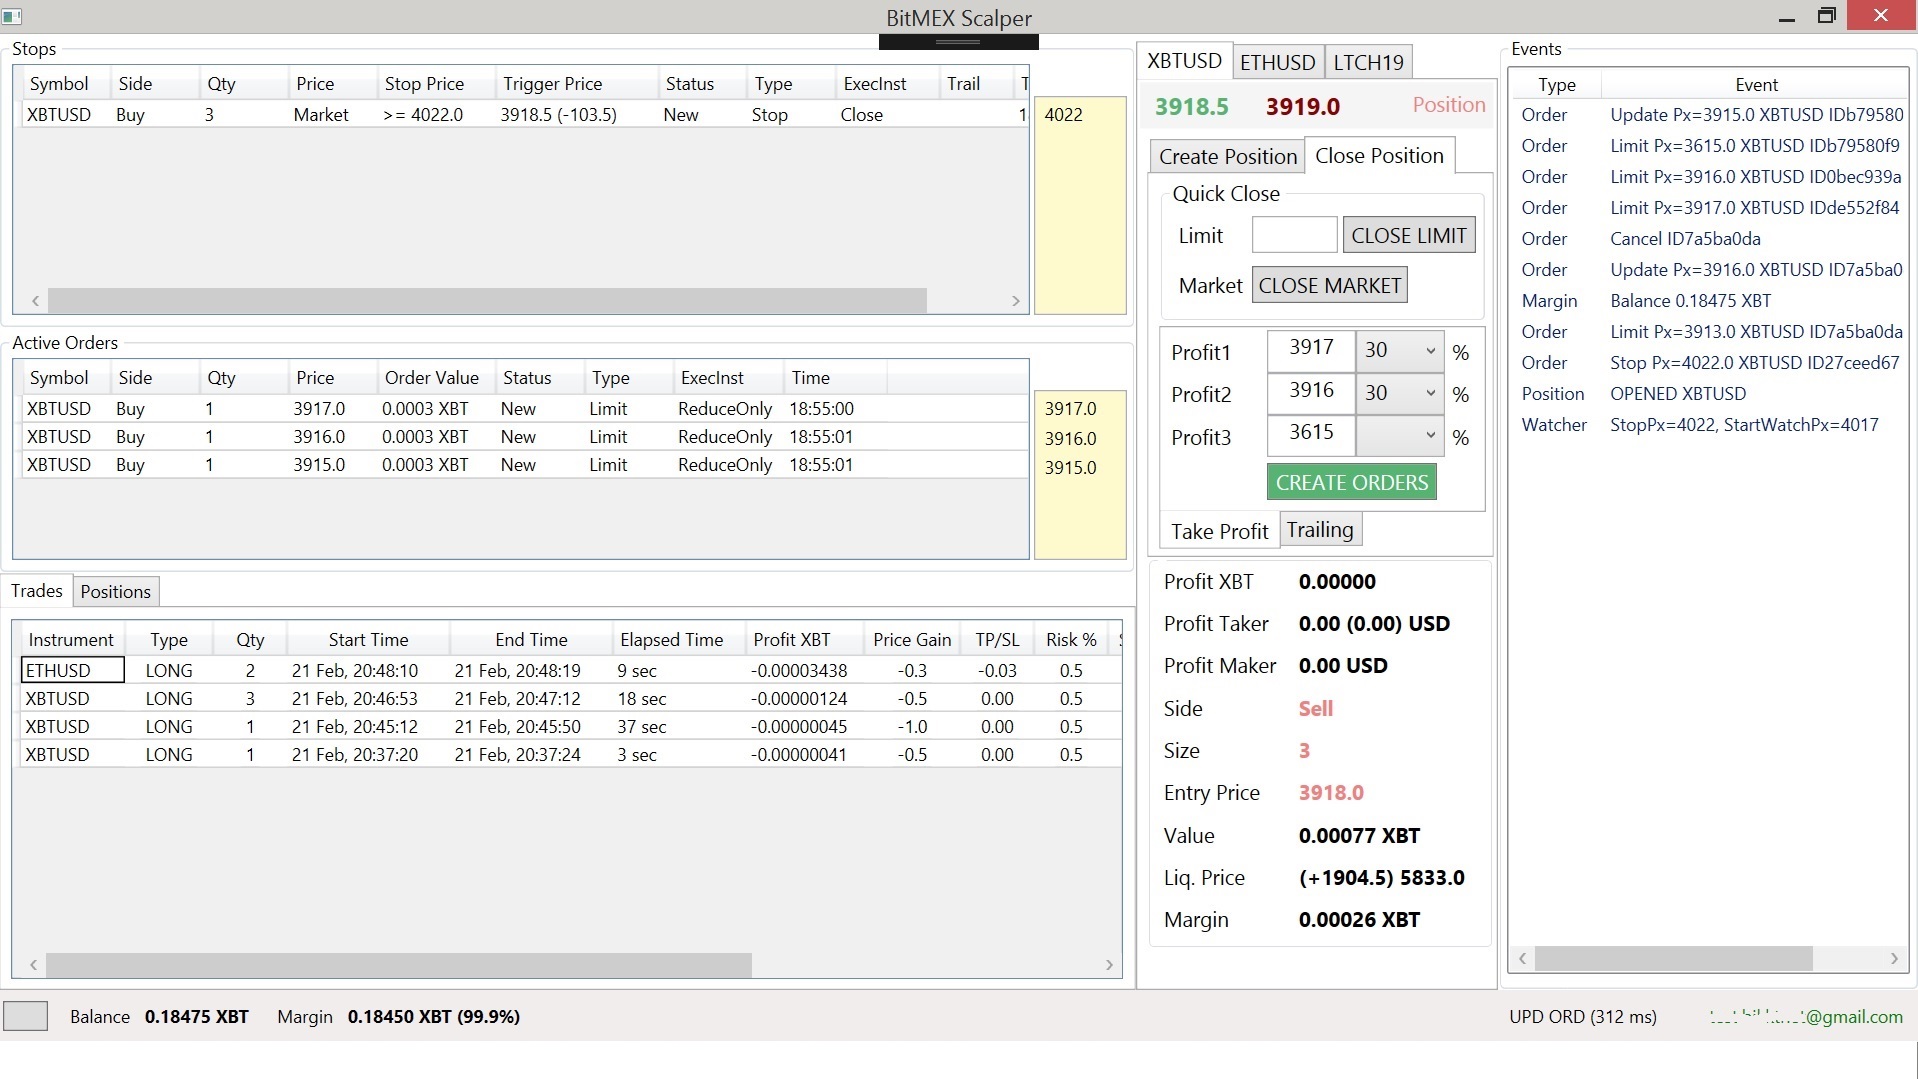 BitMEX Scalper
Stops
Symbol Side Qty Price Stop Price Trigger Price Status Type ExecInst Trail T
XBTUSD Buy 3 Market >= 4022.0 3918.5 (-103.5) New Stop Close 1
4022
Active Orders
Symbol Side Qty Price Order Value Status Type ExecInst Time
XBTUSD Buy 1 3917.0 0.0003 XBT New Limit ReduceOnly 18:55:00
XBTUSD Buy 1 3916.0 0.0003 XBT New Limit ReduceOnly 18:55:01
XBTUSD Buy 1 3915.0 0.0003 XBT New Limit ReduceOnly 18:55:01
3917.0
3916.0
3915.0
Trades Positions
Instrument Type Qty Start Time End Time Elapsed Time Profit XBT Price Gain TP/SL Risk %
ETHUSD LONG 2 21 Feb, 20:48:10 21 Feb, 20:48:19 9 sec -0.00003438 -0.3 -0.03 0.5
XBTUSD LONG 3 21 Feb, 20:46:53 21 Feb, 20:47:12 18 sec -0.00000124 -0.5 0.00 0.5
XBTUSD LONG 1 21 Feb, 20:45:12 21 Feb, 20:45:50 37 sec -0.00000045 -1.0 0.00 0.5
XBTUSD LONG 1 21 Feb, 20:37:20 21 Feb, 20:37:24 3 sec -0.00000041 -0.5 0.00 0.5
XBTUSD ETHUSD LTCH19
3918.5 3919.0 Position
Create Position Close Position
Quick Close
Limit CLOSE LIMIT
Market CLOSE MARKET
Profit1 3917 30 %
Profit2 3916 30 %
Profit3 3615 %
CREATE ORDERS
Take Profit Trailing
Profit XBT 0.00000
Profit Taker 0.00 (0.00) USD
Profit Maker 0.00 USD
Side Sell
Size 3
Entry Price 3918.0
Value 0.00077 XBT
Liq. Price (+1904.5) 5833.0
Margin 0.00026 XBT
Events
Type Event
Order Update Px=3915.0 XBTUSD IDb79580
Order Limit Px=3615.0 XBTUSD IDb79580f9
Order Limit Px=3916.0 XBTUSD ID0bec939a
Order Limit Px=3917.0 XBTUSD IDde552f84
Order Cancel ID7a5ba0da
Order Update Px=3916.0 XBTUSD ID7a5ba0
Margin Balance 0.18475 XBT
Order Limit Px=3913.0 XBTUSD ID7a5ba0da
Order Stop Px=4022.0 XBTUSD ID27ceed67
Position OPENED XBTUSD
Watcher StopPx=4022, StartWatchPx=4017
Balance 0.18475 XBT Margin 0.18450 XBT (99.9%)
UPD ORD (312 ms) @gmail.com